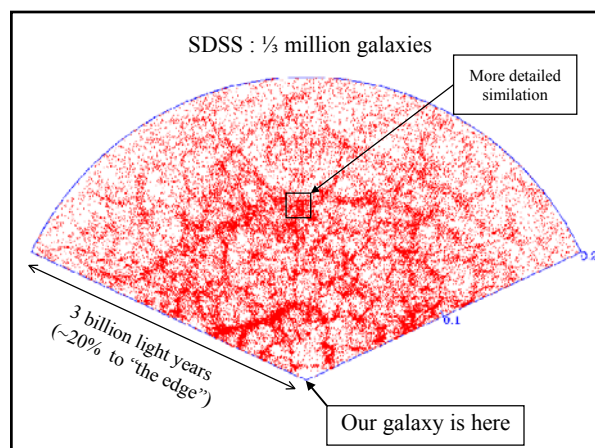 SDSS : ⅓ million galaxies
More detailed
similation
0.2
0.1
3 billion light years
(~20%  to “the edge”)
Our galaxy is here